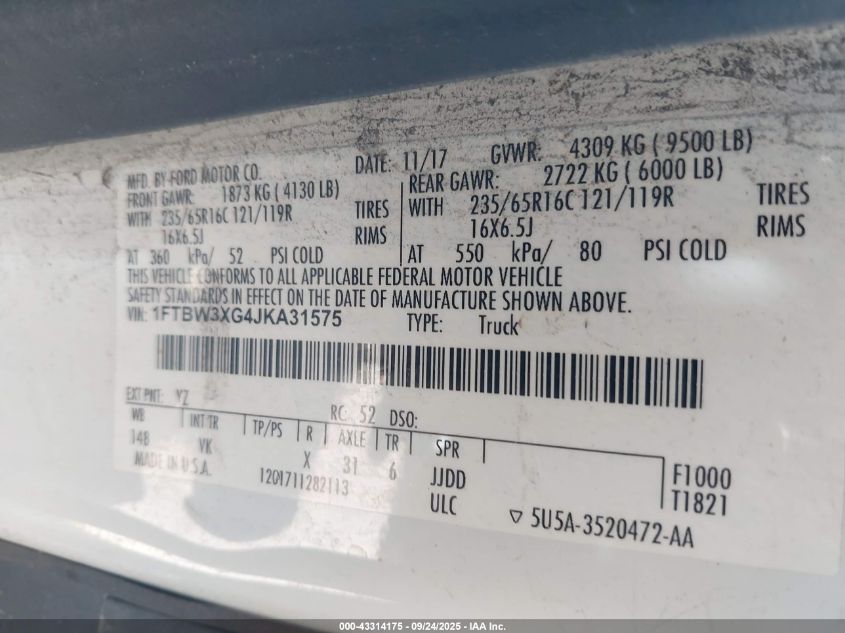 MFD. BY FORD MOTOR CO.
DATE: 11/17 GVWR: 4309 KG ( 9500 LB)
FRONT GAWR: 1873 KG ( 4130 LB)
REAR GAWR: 2722 KG ( 6000 LB)
WITH 235/65R16C 121/119R TIRES
WITH 235/65R16C 121/119R TIRES
16X6.5J RIMS
16X6.5J RIMS
AT 360 kPa/ 52 PSI COLD
AT 550 kPa/ 80 PSI COLD
THIS VEHICLE CONFORMS TO ALL APPLICABLE FEDERAL MOTOR VEHICLE
SAFETY STANDARDS IN EFFECT ON THE DATE OF MANUFACTURE SHOWN ABOVE.
VIN: 1FTBW3XG4JKA31575 TYPE: Truck
EXT PNT: YZ RC: 52 DSO:
WB INT TR TP/PS R AXLE TR SPR
148 VK X 31 6 JJDD F1000
MADE IN U.S.A. ULC T1821
▽ 5U5A-3520472-AA
000-43314175 - 09/24/2025 - IAA Inc.